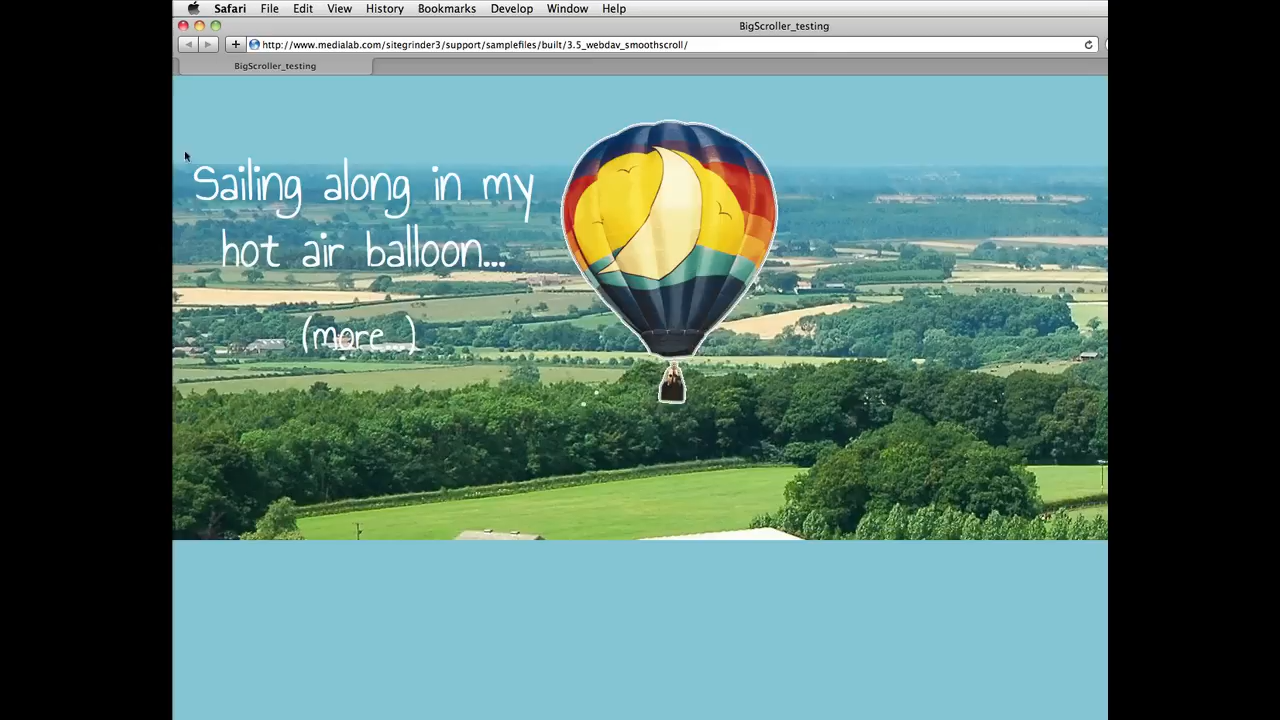 Safari File Edit View History Bookmarks Develop Window Help
BigScroller_testing
http://www.medialab.com/sitegrinder3/support/samplefiles/built/3.5_webdav_smoothscroll/
BigScroller_testing
Sailing along in my
hot air balloon...
(more...)